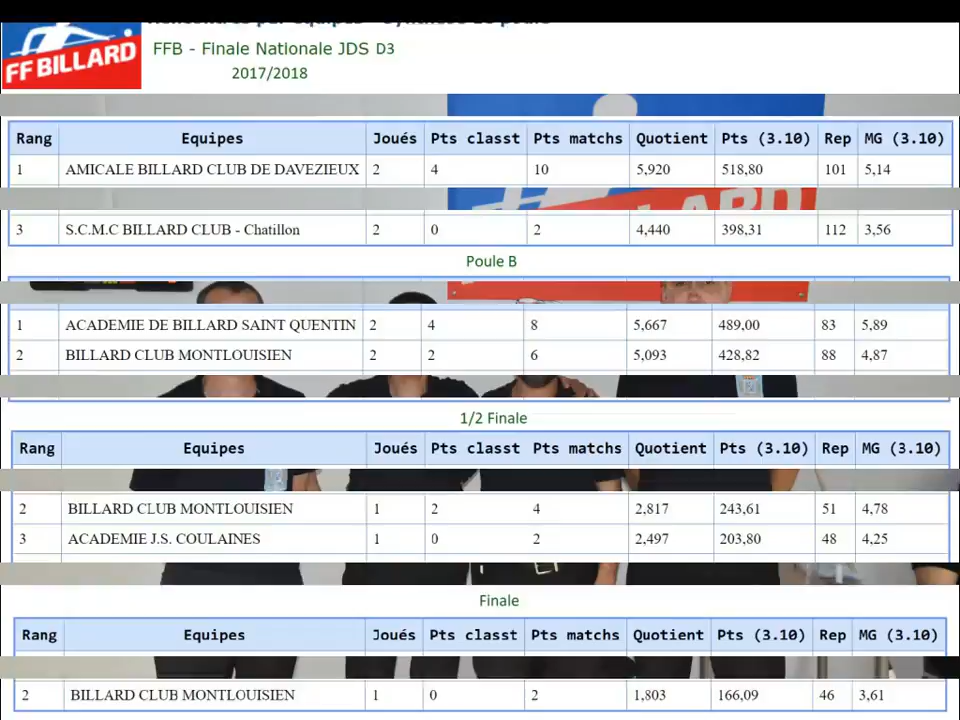 FFB - Finale Nationale JDS D3
FF BILLARD
2017/2018
Rang Equipes Joués Pts classt Pts matchs Quotient Pts (3.10) Rep MG (3.10)
1 AMICALE BILLARD CLUB DE DAVEZIEUX 2 4 10 5,920 518,80 101 5,14
3 S.C.M.C BILLARD CLUB - Chatillon 2 0 2 4,440 398,31 112 3,56
Poule B
1 ACADEMIE DE BILLARD SAINT QUENTIN 2 4 8 5,667 489,00 83 5,89
2 BILLARD CLUB MONTLOUISIEN 2 2 6 5,093 428,82 88 4,87
1/2 Finale
Rang Equipes Joués Pts classt Pts matchs Quotient Pts (3.10) Rep MG (3.10)
2 BILLARD CLUB MONTLOUISIEN 1 2 4 2,817 243,61 51 4,78
3 ACADEMIE J.S. COULAINES 1 0 2 2,497 203,80 48 4,25
Finale
Rang Equipes Joués Pts classt Pts matchs Quotient Pts (3.10) Rep MG (3.10)
2 BILLARD CLUB MONTLOUISIEN 1 0 2 1,803 166,09 46 3,61